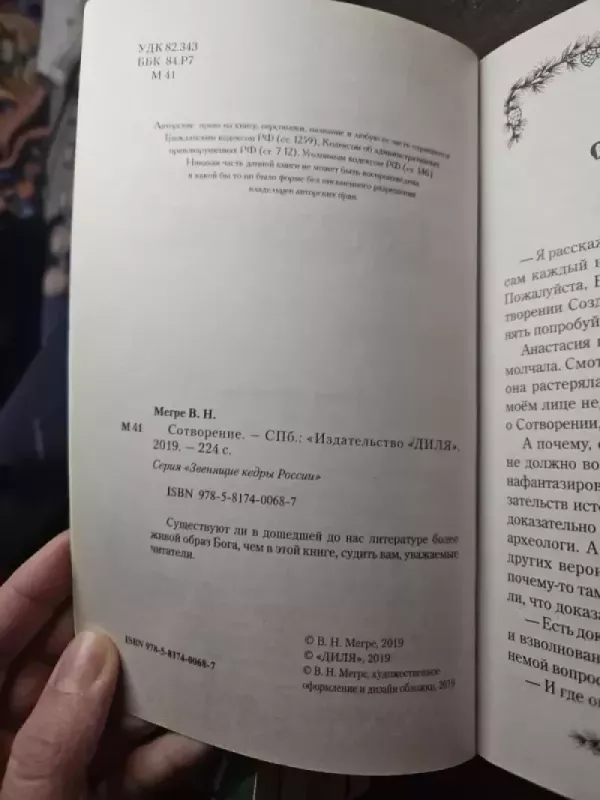 УДК 82.343
ББК 84.Р7
М 41
Авторские права на книгу, персонажи, название и любую ее часть охраняются
Гражданским кодексом РФ (ст. 1259), Кодексом об административных
правонарушениях РФ (ст. 7.12), Уголовным кодексом РФ (ст. 146)
Никакая часть данной книги не может быть воспроизведена
в какой бы то ни было форме без письменного разрешения
владельцев авторских прав.
Мегре В. Н.
М 41 Сотворение. — СПб.: «Издательство «ДИЛЯ»,
2019. — 224 с.
Серия «Звенящие кедры России»
ISBN 978-5-8174-0068-7
Существуют ли в дошедшей до нас литературе более
живой образ Бога, чем в этой книге, судить вам, уважаемые
читатели.
ISBN 978-5-8174-0068-7
© В. Н. Мегре, 2019
© «ДИЛЯ», 2019
© В. Н. Мегре, художественное
оформление и дизайн обложки, 2019
— Я расскаж
сам каждый н
Пожалуйста, В
творении Созд
нять попробуй
Анастасия
молчала. Смот
она растеряла
моём лице нед
о Сотворении,
А почему, с
не должно во
нафантазиров
зательств исто
доказательно
археологи. А
других веро
почему-то там
ли, что доказа
— Есть док
и взволнован
немой вопрос
— И где о